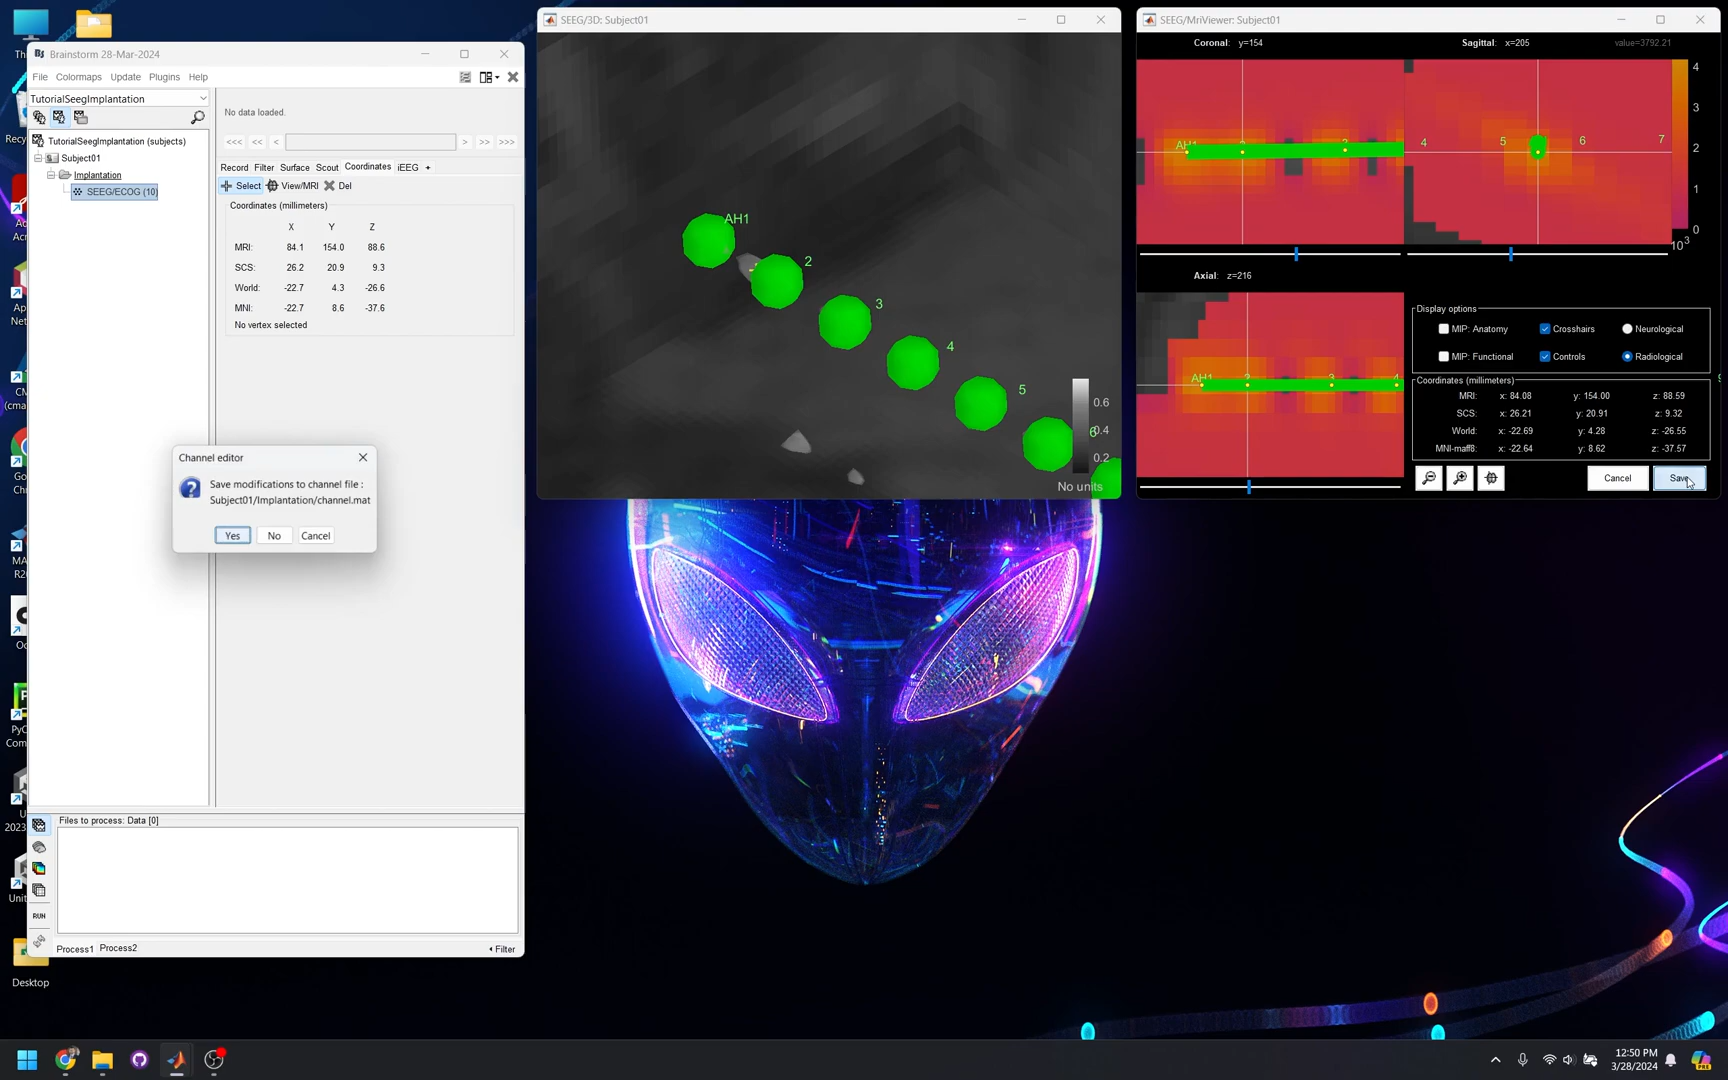 Brainstorm 28-Mar-2024
File Colormaps Update Plugins Help
TutorialSeegImplantation
TutorialSeegImplantation (subjects)
Subject01
Implantation
SEEG/ECOG (10)
No data loaded.
<<< << < > >> >>>
Record Filter Surface Scout Coordinates iEEG +
Select View/MRI Del
Coordinates (millimeters)
X Y Z
MRI: 84.1 154.0 88.6
SCS: 26.2 20.9 9.3
World: -22.7 4.3 -26.6
MNI: -22.7 8.6 -37.6
No vertex selected
Channel editor
Save modifications to channel file :
Subject01/Implantation/channel.mat
Yes No Cancel
Files to process: Data [0]
RUN
Process1 Process2 Filter
SEEG/3D: Subject01
AH1
2
3
4
5
6
0.6
0.4
0.2
No units
SEEG/MriViewer: Subject01
Coronal: y=154 Sagittal: x=205 value=3792.21
AH1 2 3 4 5 6 7
4
3
2
1
0
10³
Axial: z=216
AH1 2 3 4
9
Display options
MIP: Anatomy Crosshairs Neurological
MIP: Functional Controls Radiological
Coordinates (millimeters)
MRI: x: 84.08 y: 154.00 z: 88.59
SCS: x: 26.21 y: 20.91 z: 9.32
World: x: -22.69 y: 4.28 z: -26.55
MNI-maff8: x: -22.64 y: 8.62 z: -37.57
Cancel Save
Desktop
12:50 PM
3/28/2024
PRE